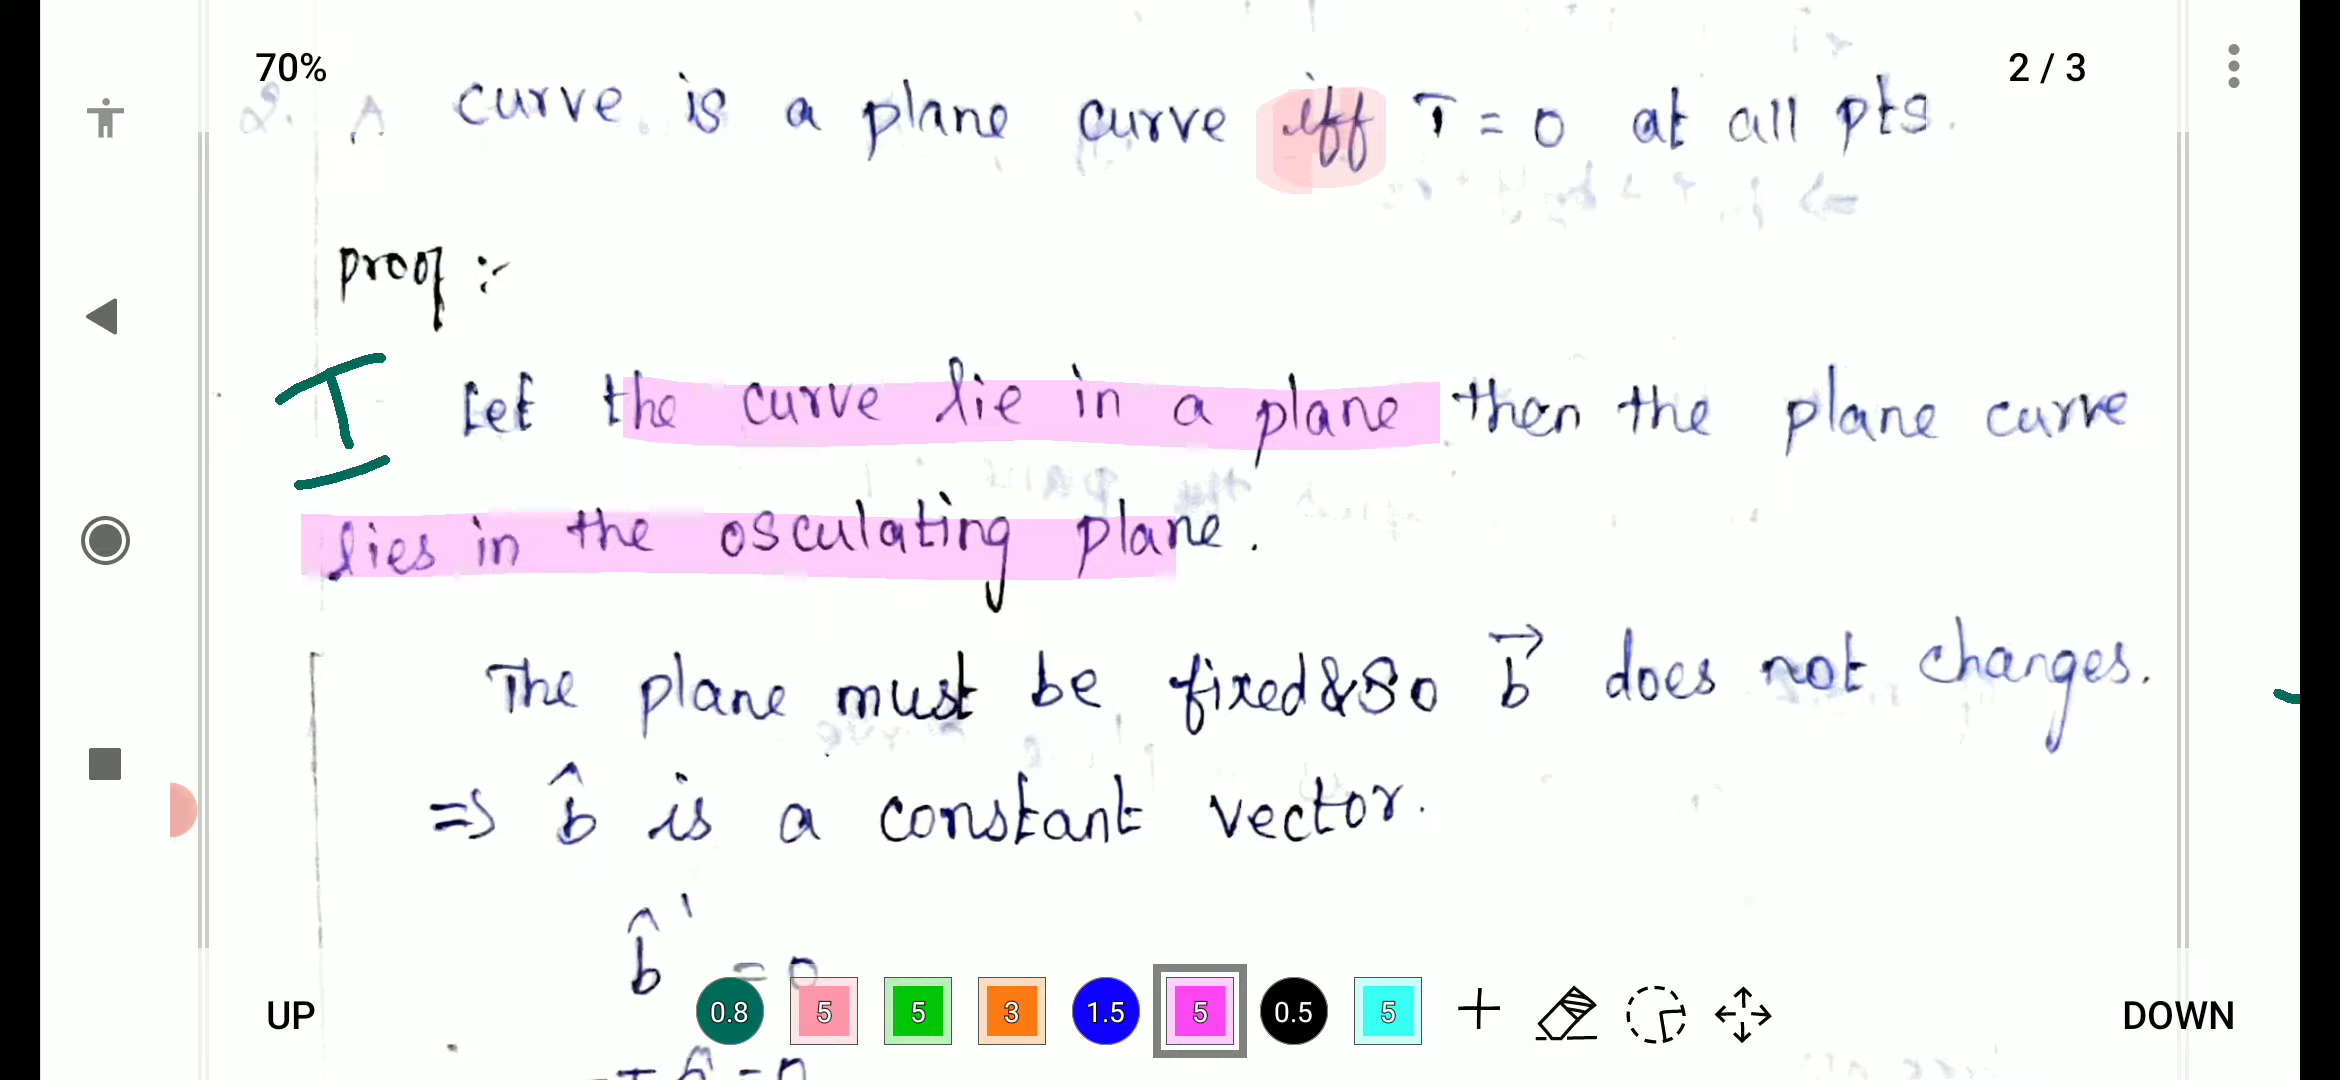 70%
2 / 3
2. A curve is a plane curve iff τ = 0 at all pts.
proof :-
I Let the curve lie in a plane then the plane curve
lies in the osculating plane.
The plane must be fixed & so b⃗ does not changes.
⇒ b̂ is a constant vector.
b̂' = 0
UP 0.8 5 5 3 1.5 5 0.5 5 DOWN